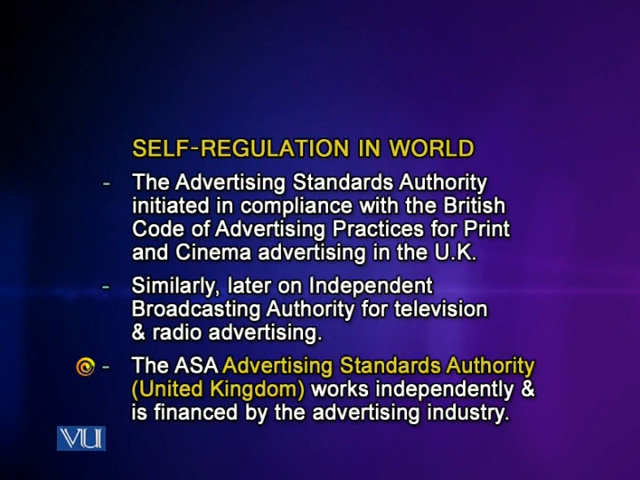 SELF-REGULATION IN WORLD
- The Advertising Standards Authority
initiated in compliance with the British
Code of Advertising Practices for Print
and Cinema advertising in the U.K.
- Similarly, later on Independent
Broadcasting Authority for television
& radio advertising.
- The ASA Advertising Standards Authority
(United Kingdom) works independently &
is financed by the advertising industry.
VU